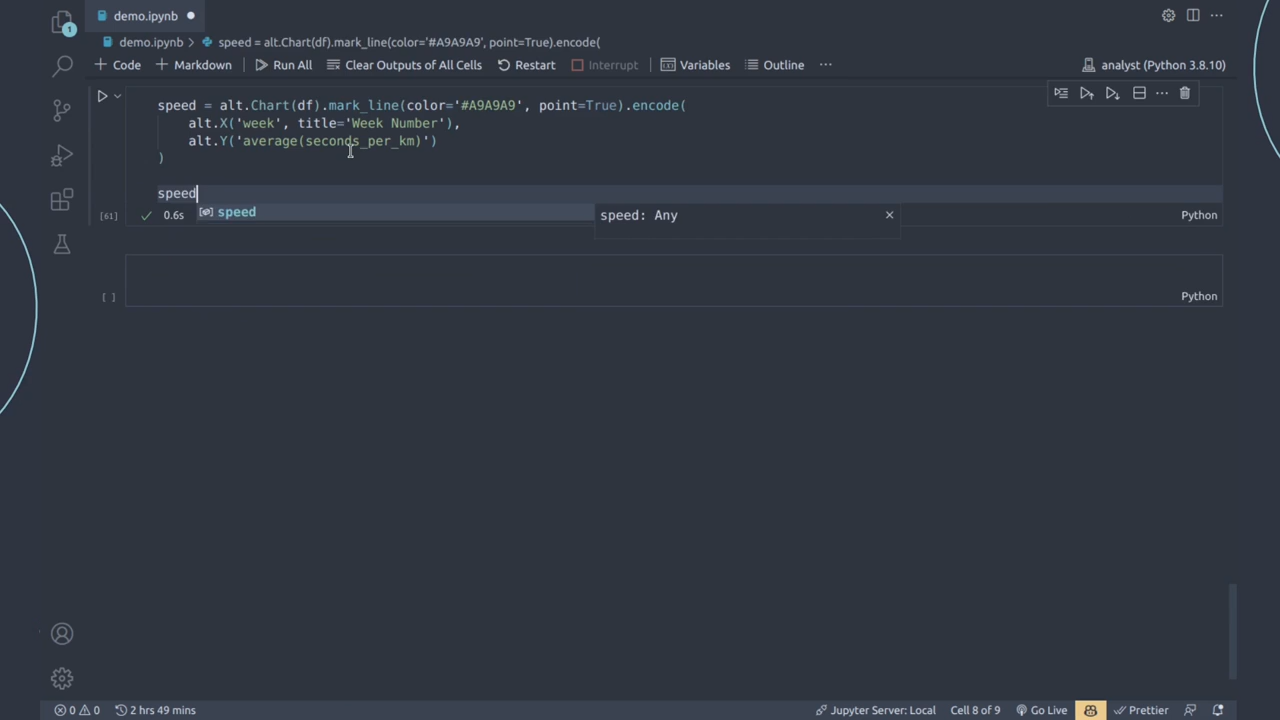 demo.ipynb
1
demo.ipynb > speed = alt.Chart(df).mark_line(color='#A9A9A9', point=True).encode(
+ Code + Markdown Run All Clear Outputs of All Cells Restart Interrupt Variables Outline ··· analyst (Python 3.8.10)
speed = alt.Chart(df).mark_line(color='#A9A9A9', point=True).encode(
alt.X('week', title='Week Number'),
alt.Y('average(seconds_per_km)')
)
speed
speed
speed: Any
[61] 0.6s Python
[ ] Python
0 0 2 hrs 49 mins Jupyter Server: Local Cell 8 of 9 Go Live Prettier